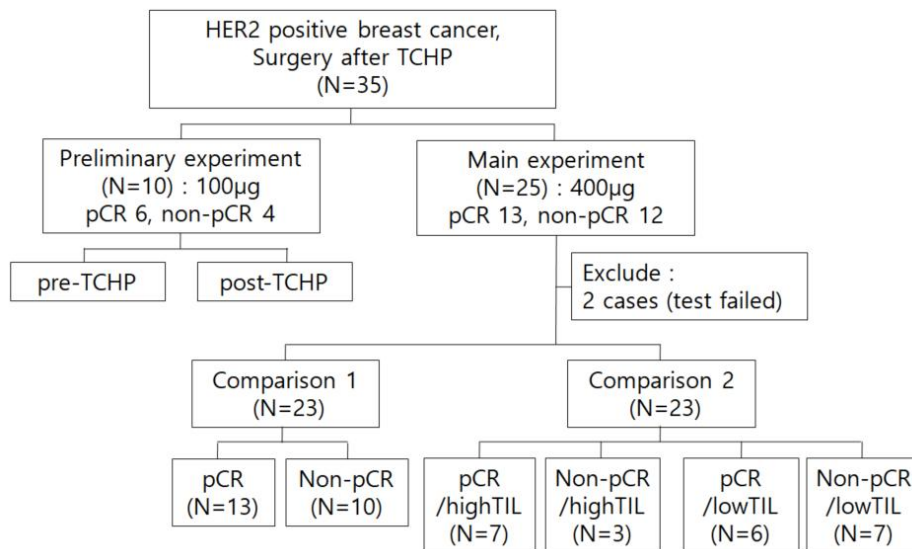 HER2 positive breast cancer,
Surgery after TCHP
(N=35)
Preliminary experiment
(N=10) : 100μg
pCR 6, non-pCR 4
Main experiment
(N=25) : 400μg
pCR 13, non-pCR 12
pre-TCHP
post-TCHP
Exclude :
2 cases (test failed)
Comparison 1
(N=23)
Comparison 2
(N=23)
pCR
(N=13)
Non-pCR
(N=10)
pCR
/highTIL
(N=7)
Non-pCR
/highTIL
(N=3)
pCR
/lowTIL
(N=6)
Non-pCR
/lowTIL
(N=7)